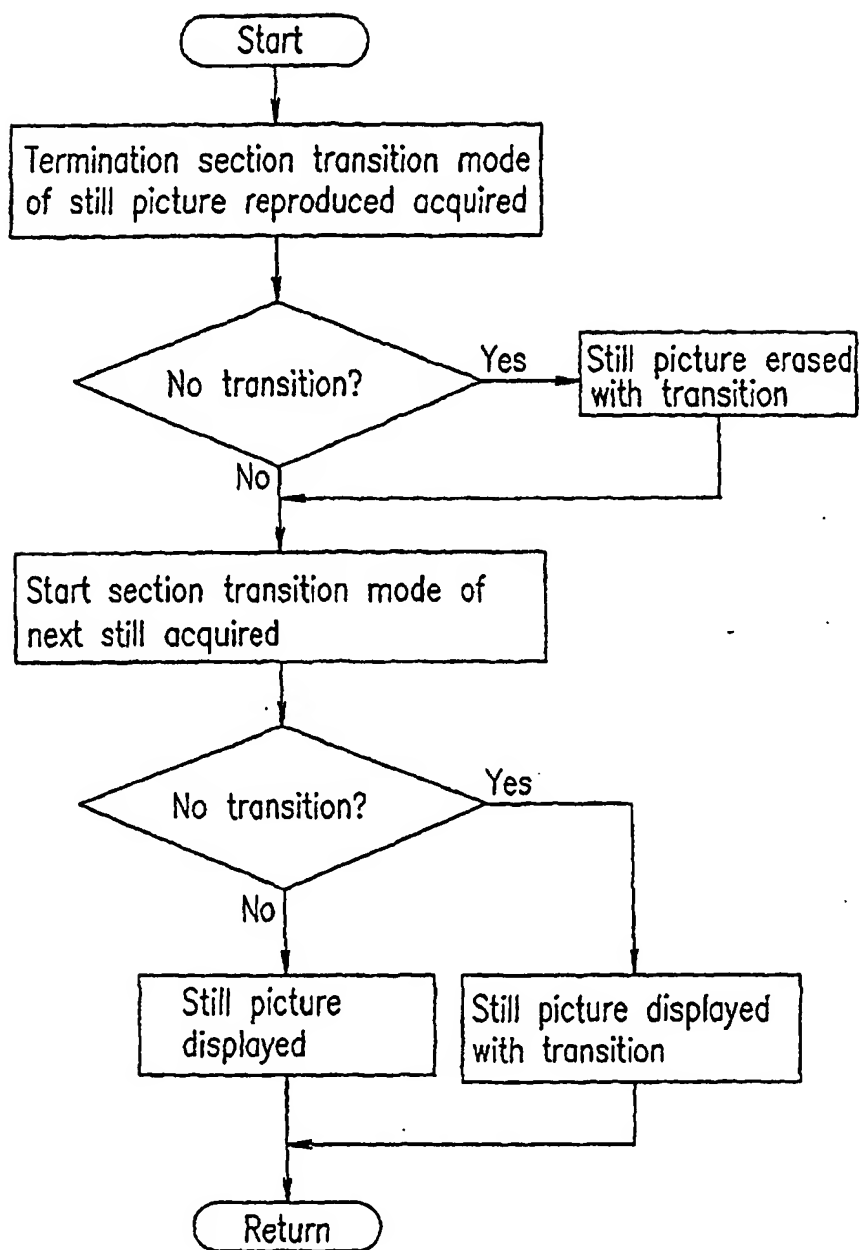 Start
Termination section transition mode
of still picture reproduced acquired
No transition?
Yes
Still picture erased
with transition
No
Start section transition mode of
next still acquired
No transition?
Yes
No
Still picture
displayed
Still picture displayed
with transition
Return